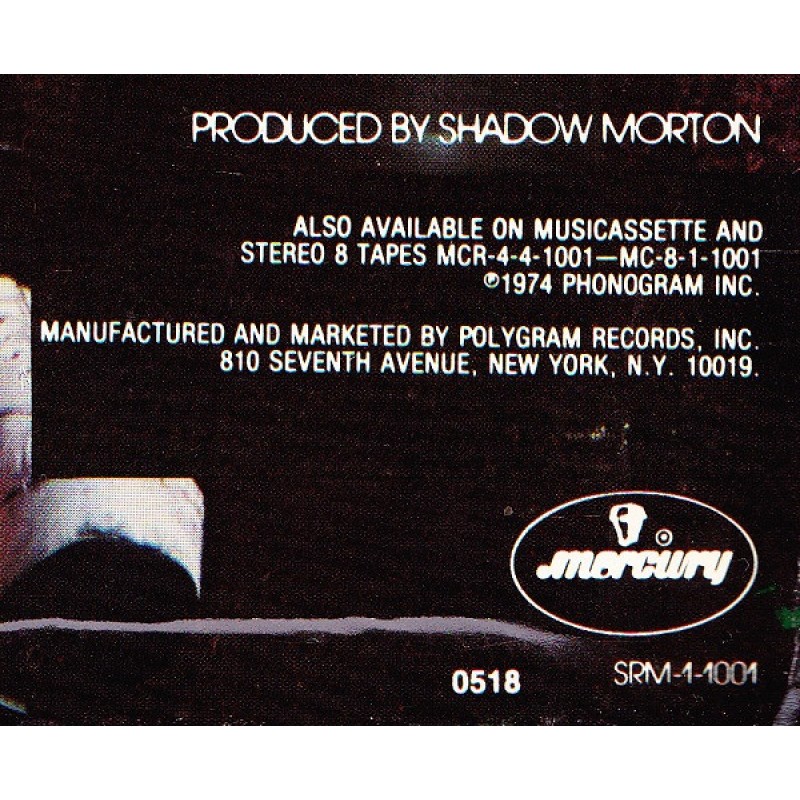 PRODUCED BY SHADOW MORTON
ALSO AVAILABLE ON MUSICASSETTE AND
STEREO 8 TAPES MCR-4-4-1001—MC-8-1-1001
℗1974 PHONOGRAM INC.
MANUFACTURED AND MARKETED BY POLYGRAM RECORDS, INC.
810 SEVENTH AVENUE, NEW YORK, N.Y. 10019.
mercury
0518 SRM-1-1001